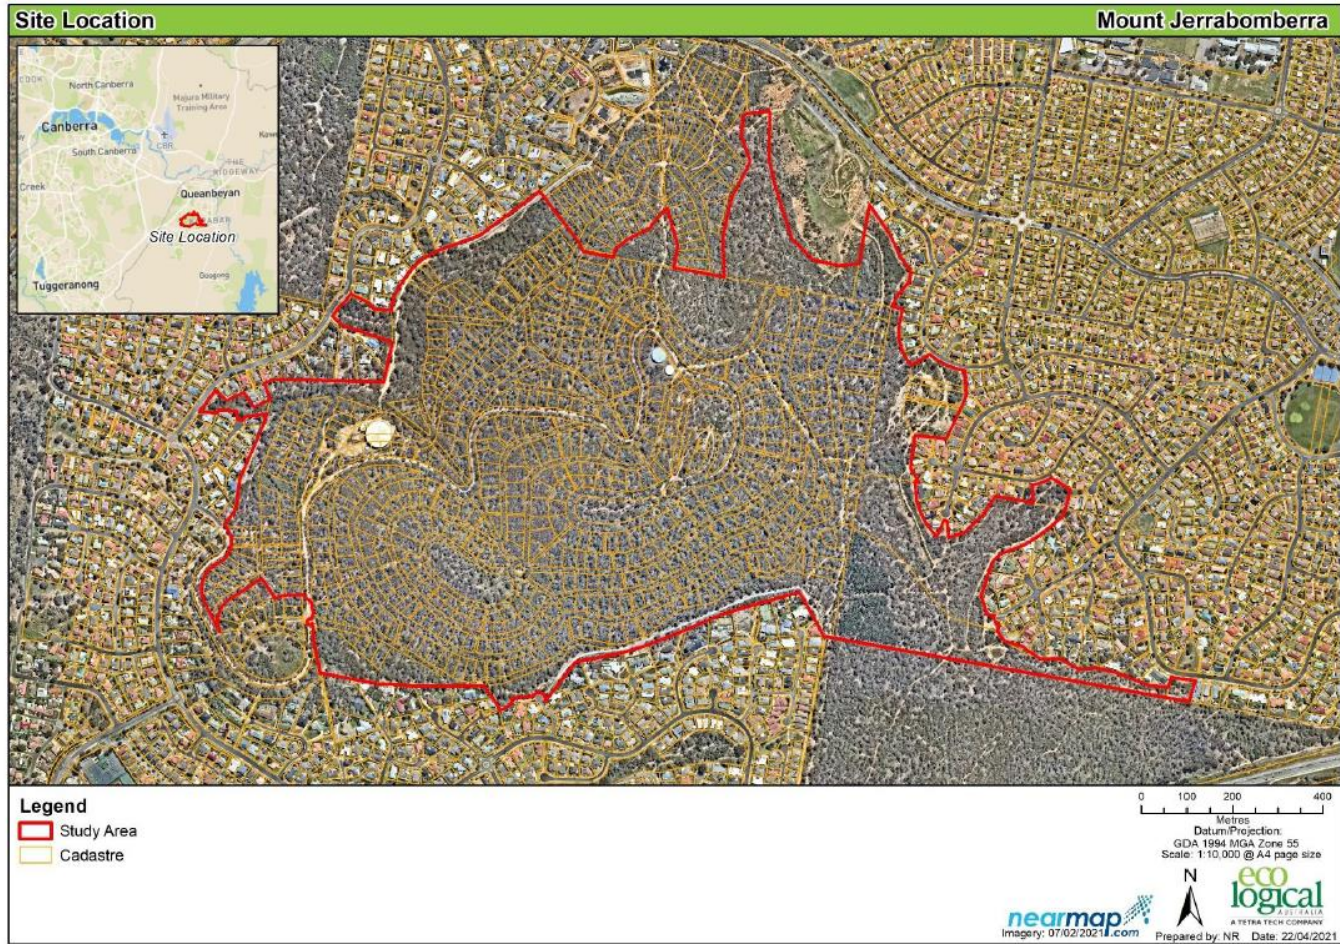 Site Location
Mount Jerrabomberra
North Canberra
Majura Military
Training Area
Canberra
CBR
South Canberra
THE
RIDGEWAY
Creek
Queanbeyan
Site Location
Googong
Tuggeranong
Legend
Study Area
Cadastre
0 100 200 400
Metres
Datum/Projection:
GDA 1994 MGA Zone 55
Scale: 1:10,000 @ A4 page size
N
eco
logical
AUSTRALIA
A TETRA TECH COMPANY
nearmap
.com
Imagery: 07/02/2021
Prepared by: NR Date: 22/04/2021